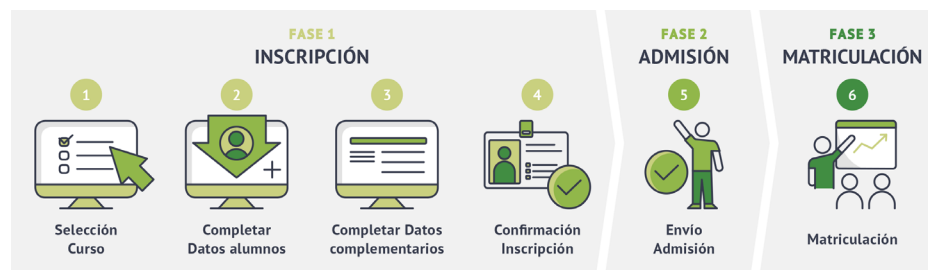 FASE 1
INSCRIPCIÓN
1
2
3
4
Selección
Curso
Completar
Datos alumnos
Completar Datos
complementarios
Confirmación
Inscripción
FASE 2
ADMISIÓN
5
Envio
Admisión
FASE 3
MATRICULACIÓN
6
Matriculación